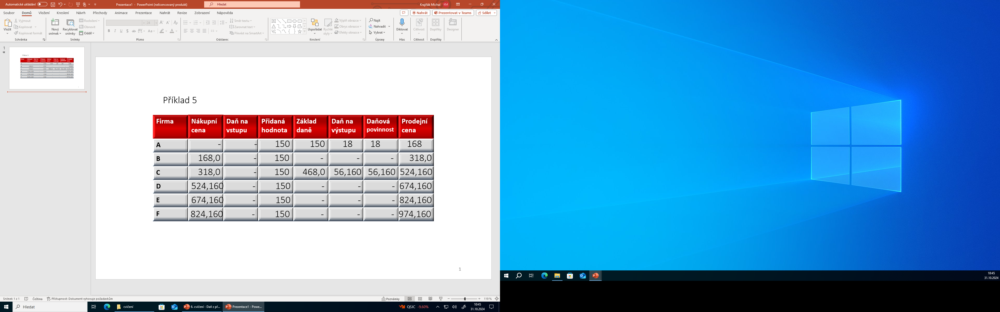 Automatické ukládání
Prezentace1 - PowerPoint (nelicencovaný produkt)
Hledat
Krajňák Michal KM
Soubor Domů Vložení Kreslení Návrh Přechody Animace Prezentace Nahrát Revize Zobrazení Nápověda
Nahrát Prezentovat v Teams Sdílet
Vložit
Vyjmout
Kopírovat
Kopírovat formát
Schránka
Nový snímek
Recyklovat snímky
Rozložení
Obnovit
Oddíl
Snímky
24
Písmo
Směr textu
Zarovnat text
Převést na SmartArt
Odstavec
Uspořádat
Rychlé styly
Výplň obrazce
Obrys obrazce
Efekty obrazce
Kreslení
Najít
Nahradit
Vybrat
Úpravy
Diktovat
Hlas
Citlivost
Citlivost
Doplňky
Doplňky
Designer
1
Příklad 5
Firma Nákupní cena Daň na vstupu Přidaná hodnota Základ daně Daň na výstupu Daňová povinnost Prodejní cena
A - - 150 150 18 18 168
B 168,0 - 150 - - - 318,0
C 318,0 - 150 468,0 56,160 56,160 524,160
D 524,160 - 150 - - - 674,160
E 674,160 - 150 - - - 824,160
F 824,160 - 150 - - - 974,160
1
Snímek 1 z 1 Čeština Přístupnost: Dokument vyhovuje požadavkům
Poznámky
119 %
Hledat
cvičení
6. cvičení - Daň z př...
Prezentace1 - Powe...
QSJC -9,60%
10:45
31.10.2024
10:45
31.10.2024